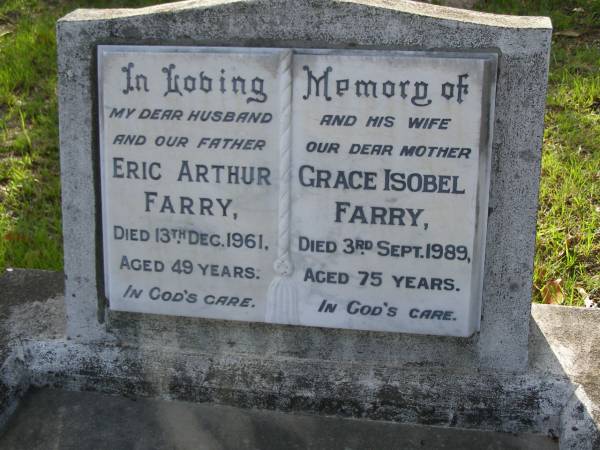 In Loving
MY DEAR HUSBAND
AND OUR FATHER
ERIC ARTHUR
FARRY,
DIED 13TH DEC. 1961,
AGED 49 YEARS.
IN GOD'S CARE.
Memory of
AND HIS WIFE
OUR DEAR MOTHER
GRACE ISOBEL
FARRY,
DIED 3RD SEPT. 1989,
AGED 75 YEARS.
IN GOD'S CARE.